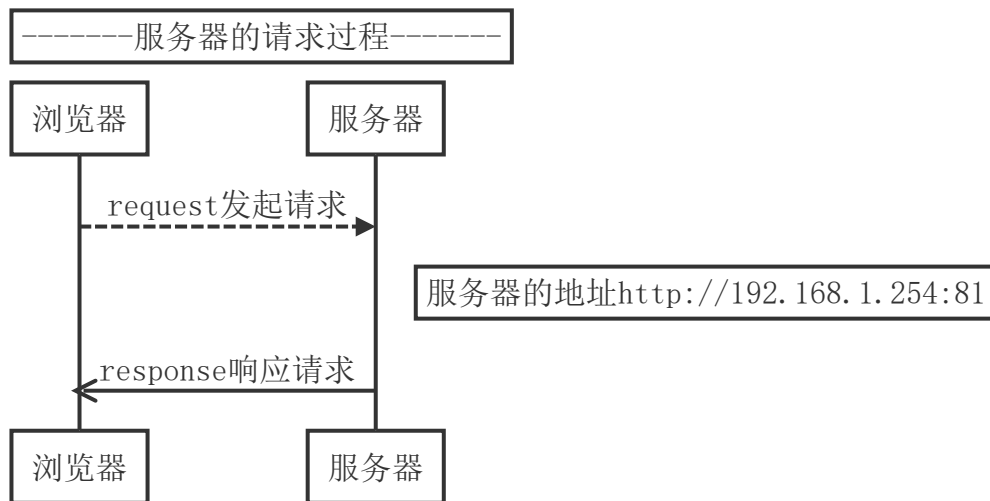 -------服务器的请求过程-------
浏览器
服务器
request发起请求
服务器的地址http://192.168.1.254:81
response响应请求
浏览器
服务器